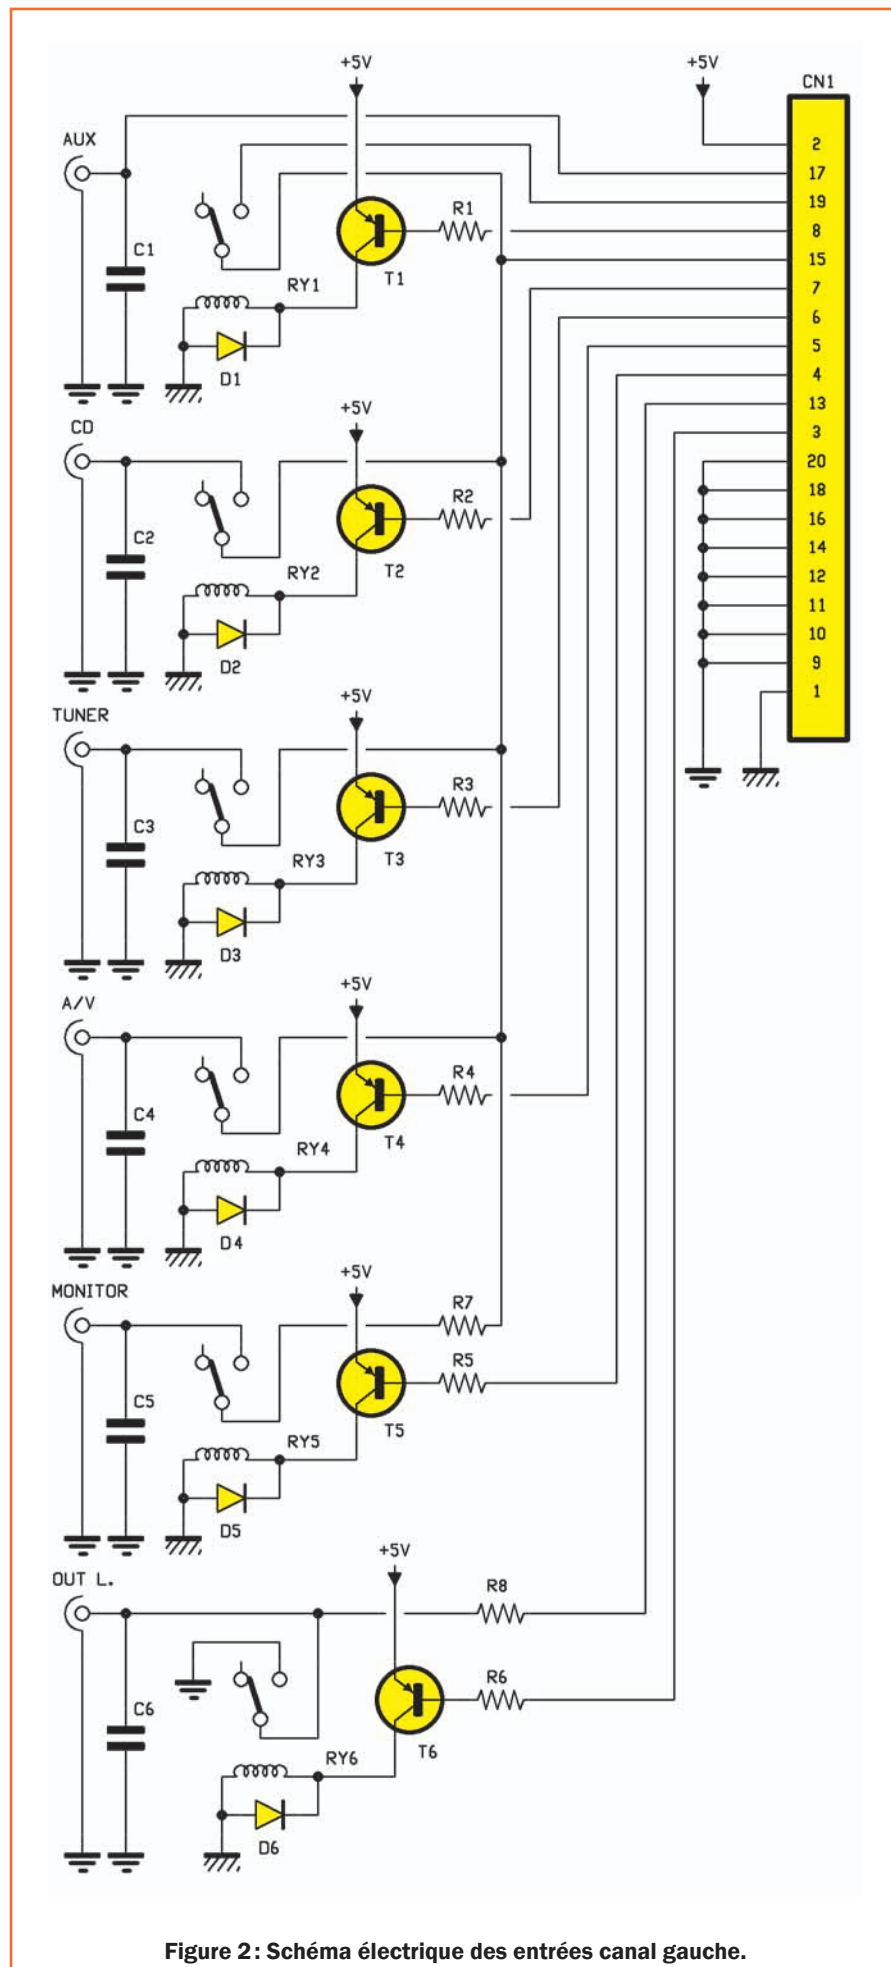 +5V
+5V
CN1
AUX
2
17
19
R1
8
C1
15
T1
RY1
7
6
D1
5
+5V
4
CD
13
3
20
R2
18
16
C2
14
T2
RY2
12
11
D2
10
9
+5V
1
TUNER
R3
C3
T3
RY3
D3
+5V
A/V
R4
C4
T4
RY4
D4
+5V
MONITOR
R7
R5
C5
T5
RY5
D5
+5V
OUT L.
R8
R6
C6
T6
RY6
D6
Figure 2: Schéma électrique des entrées canal gauche.